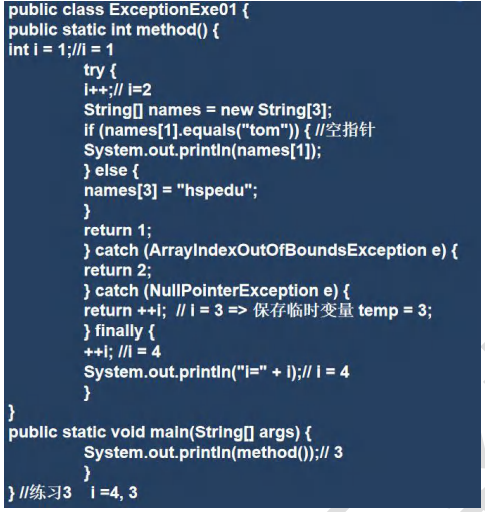 public class ExceptionExe01 {
public static int method() {
int i = 1;//i = 1
try {
i++;// i=2
String[] names = new String[3];
if (names[1].equals("tom")) { //空指针
System.out.println(names[1]);
} else {
names[3] = "hspedu";
}
return 1;
} catch (ArrayIndexOutOfBoundsException e) {
return 2;
} catch (NullPointerException e) {
return ++i;  // i = 3 => 保存临时变量 temp = 3;
} finally {
++i; //i = 4
System.out.println("i=" + i);// i = 4
}
}
public static void main(String[] args) {
System.out.println(method());// 3
}
} //练习3    i =4, 3